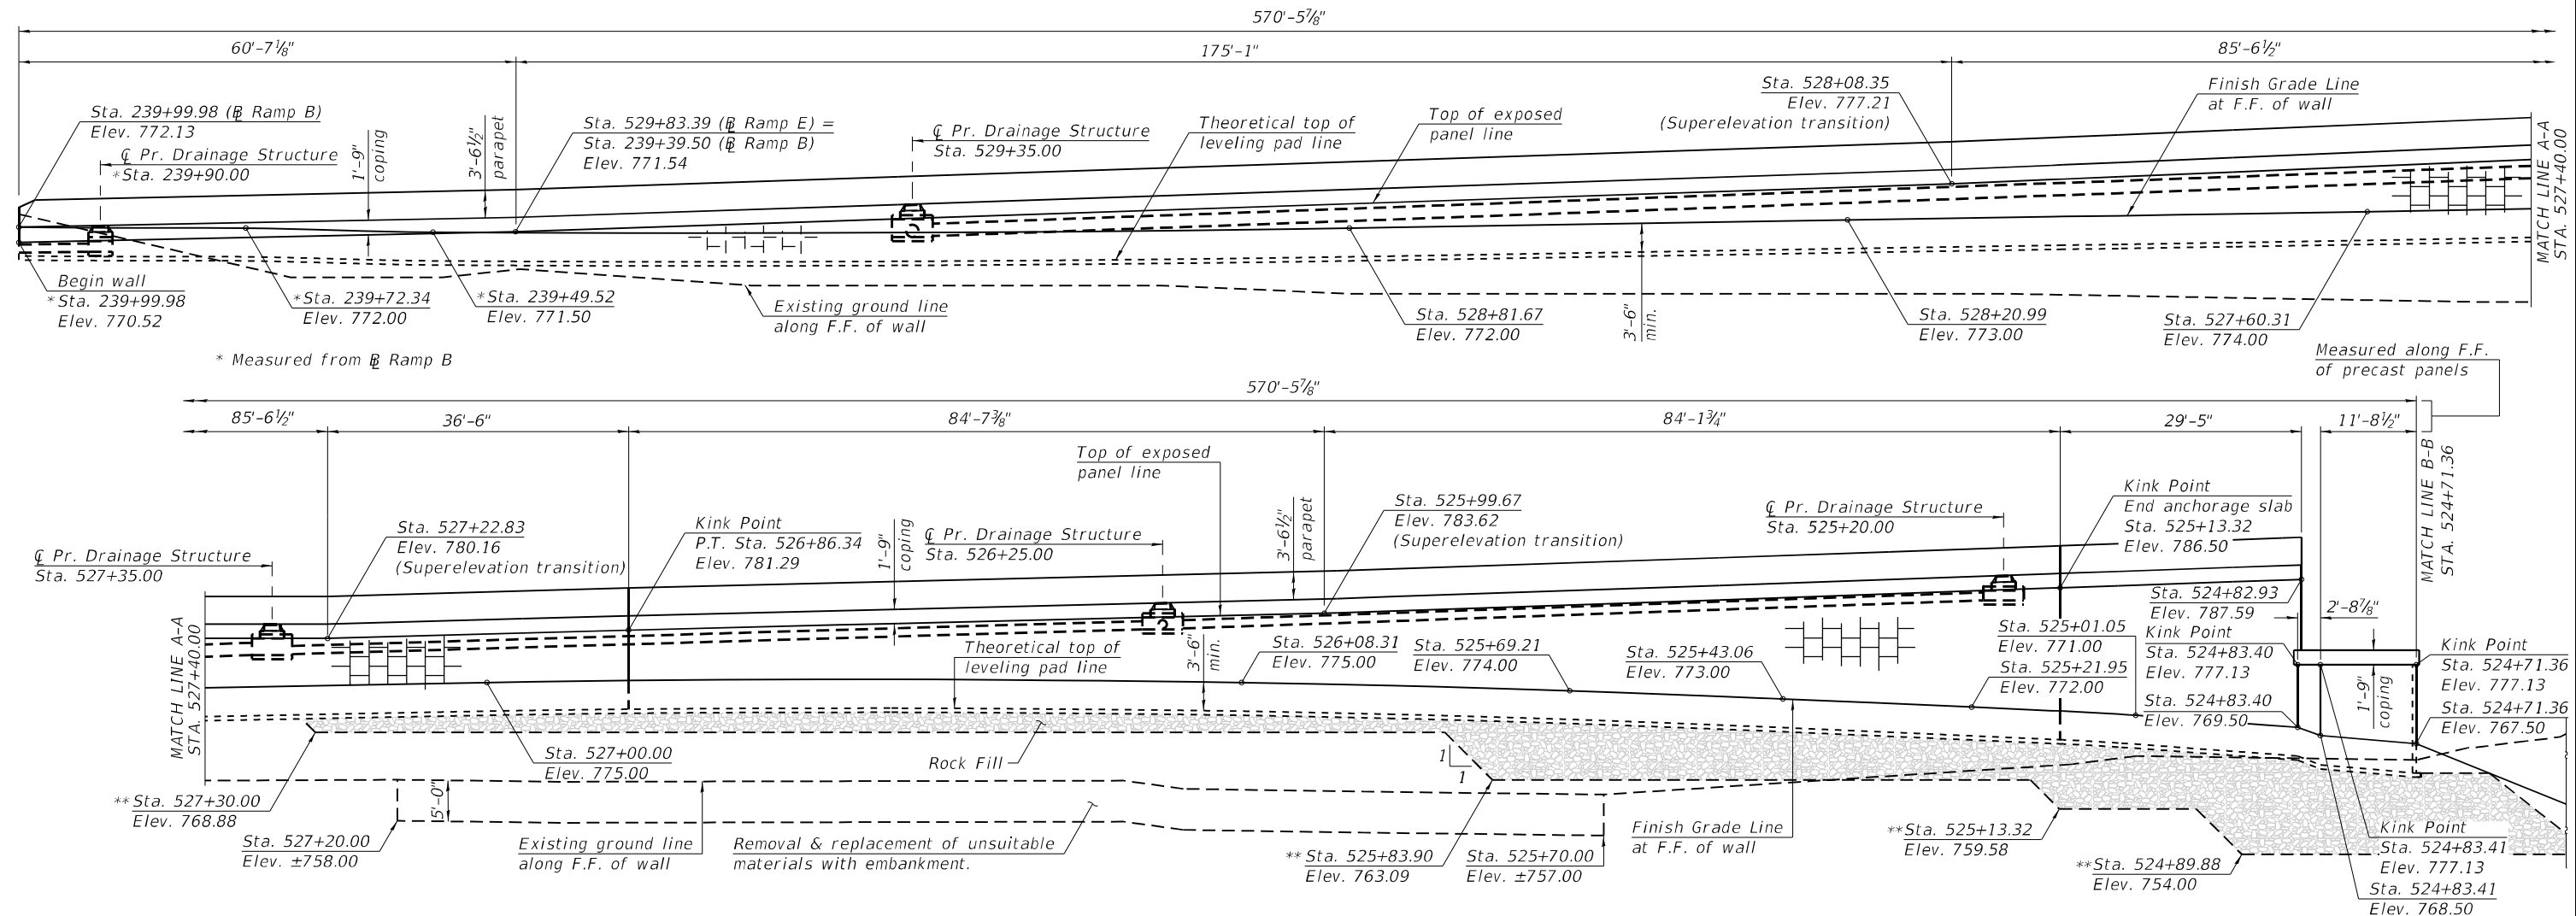 570'-5⅞"
60'-7⅛"
175'-1"
85'-6½"
Sta. 239+99.98 (℄ Ramp B)
Elev. 772.13
℄ Pr. Drainage Structure
*Sta. 239+90.00
1'-9"
coping
3'-6½"
parapet
Sta. 529+83.39 (℄ Ramp E) =
Sta. 239+39.50 (℄ Ramp B)
Elev. 771.54
℄ Pr. Drainage Structure
Sta. 529+35.00
Theoretical top of
leveling pad line
Top of exposed
panel line
Sta. 528+08.35
Elev. 777.21
(Superelevation transition)
Finish Grade Line
at F.F. of wall
MATCH LINE A-A
STA. 527+40.00
Begin wall
*Sta. 239+99.98
Elev. 770.52
*Sta. 239+72.34
Elev. 772.00
*Sta. 239+49.52
Elev. 771.50
Existing ground line
along F.F. of wall
Sta. 528+81.67
Elev. 772.00
3'-6"
min.
Sta. 528+20.99
Elev. 773.00
Sta. 527+60.31
Elev. 774.00
* Measured from ℄ Ramp B
Measured along F.F.
of precast panels
570'-5⅞"
85'-6½"
36'-6"
84'-7⅜"
84'-1¾"
29'-5"
11'-8½"
MATCH LINE B-B
STA. 524+71.36
℄ Pr. Drainage Structure
Sta. 527+35.00
Sta. 527+22.83
Elev. 780.16
(Superelevation transition)
Kink Point
P.T. Sta. 526+86.34
Elev. 781.29
1'-9"
coping
℄ Pr. Drainage Structure
Sta. 526+25.00
Top of exposed
panel line
3'-6½"
parapet
Sta. 525+99.67
Elev. 783.62
(Superelevation transition)
℄ Pr. Drainage Structure
Sta. 525+20.00
Kink Point
End anchorage slab
Sta. 525+13.32
Elev. 786.50
Sta. 524+82.93
Elev. 787.59
2'-8⅞"
MATCH LINE A-A
STA. 527+40.00
Theoretical top of
leveling pad line
3'-6"
min.
Sta. 526+08.31
Elev. 775.00
Sta. 525+69.21
Elev. 774.00
Sta. 525+43.06
Elev. 773.00
Sta. 525+01.05
Elev. 771.00
Sta. 525+21.95
Elev. 772.00
Kink Point
Sta. 524+83.40
Elev. 777.13
Sta. 524+83.40
Elev. 769.50
1'-9"
coping
Kink Point
Sta. 524+71.36
Elev. 777.13
Sta. 524+71.36
Elev. 767.50
Sta. 527+00.00
Elev. 775.00
Rock Fill
1
1
**Sta. 527+30.00
Elev. 768.88
5'-0"
Sta. 527+20.00
Elev. ±758.00
Existing ground line
along F.F. of wall
Removal & replacement of unsuitable
materials with embankment.
**Sta. 525+83.90
Elev. 763.09
Sta. 525+70.00
Elev. ±757.00
Finish Grade Line
at F.F. of wall
**Sta. 525+13.32
Elev. 759.58
**Sta. 524+89.88
Elev. 754.00
Kink Point
Sta. 524+83.41
Elev. 777.13
Sta. 524+83.41
Elev. 768.50